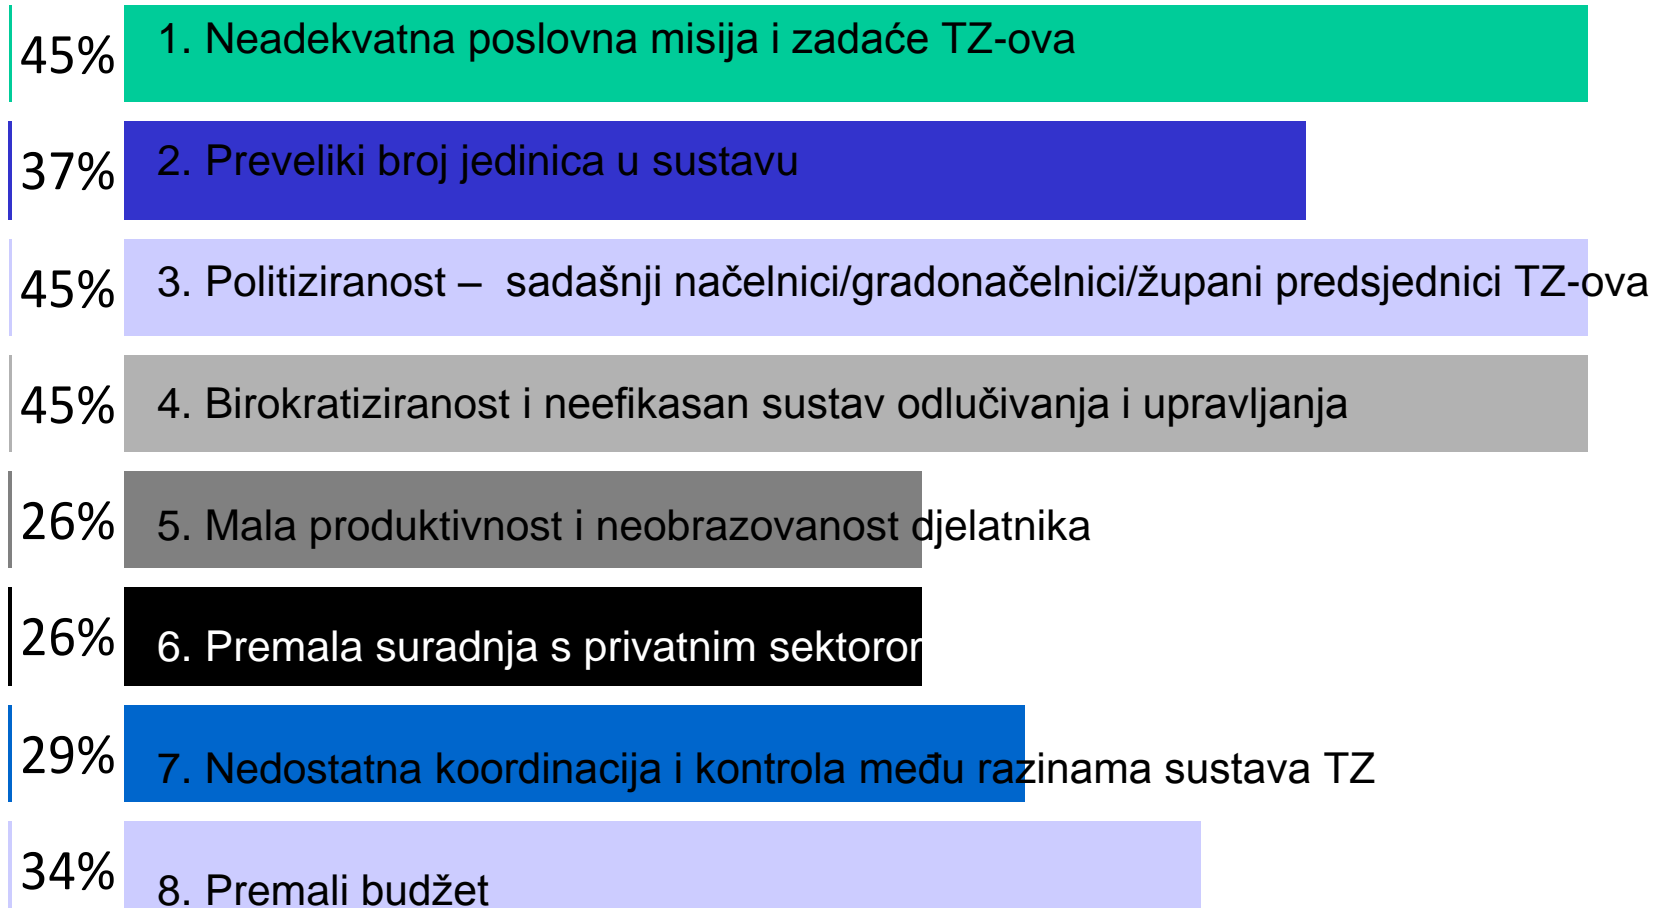 45% 1. Neadekvatna poslovna misija i zadaće TZ-ova
37% 2. Preveliki broj jedinica u sustavu
45% 3. Politiziranost – sadašnji načelnici/gradonačelnici/župani predsjednici TZ-ova
45% 4. Birokratiziranost i neefikasan sustav odlučivanja i upravljanja
26% 5. Mala produktivnost i neobrazovanost djelatnika
26% 6. Premala suradnja s privatnim
29% 7. Nedostatna koordinacija i kontrola među razinama sustava TZ
34% 8. Premali budžet